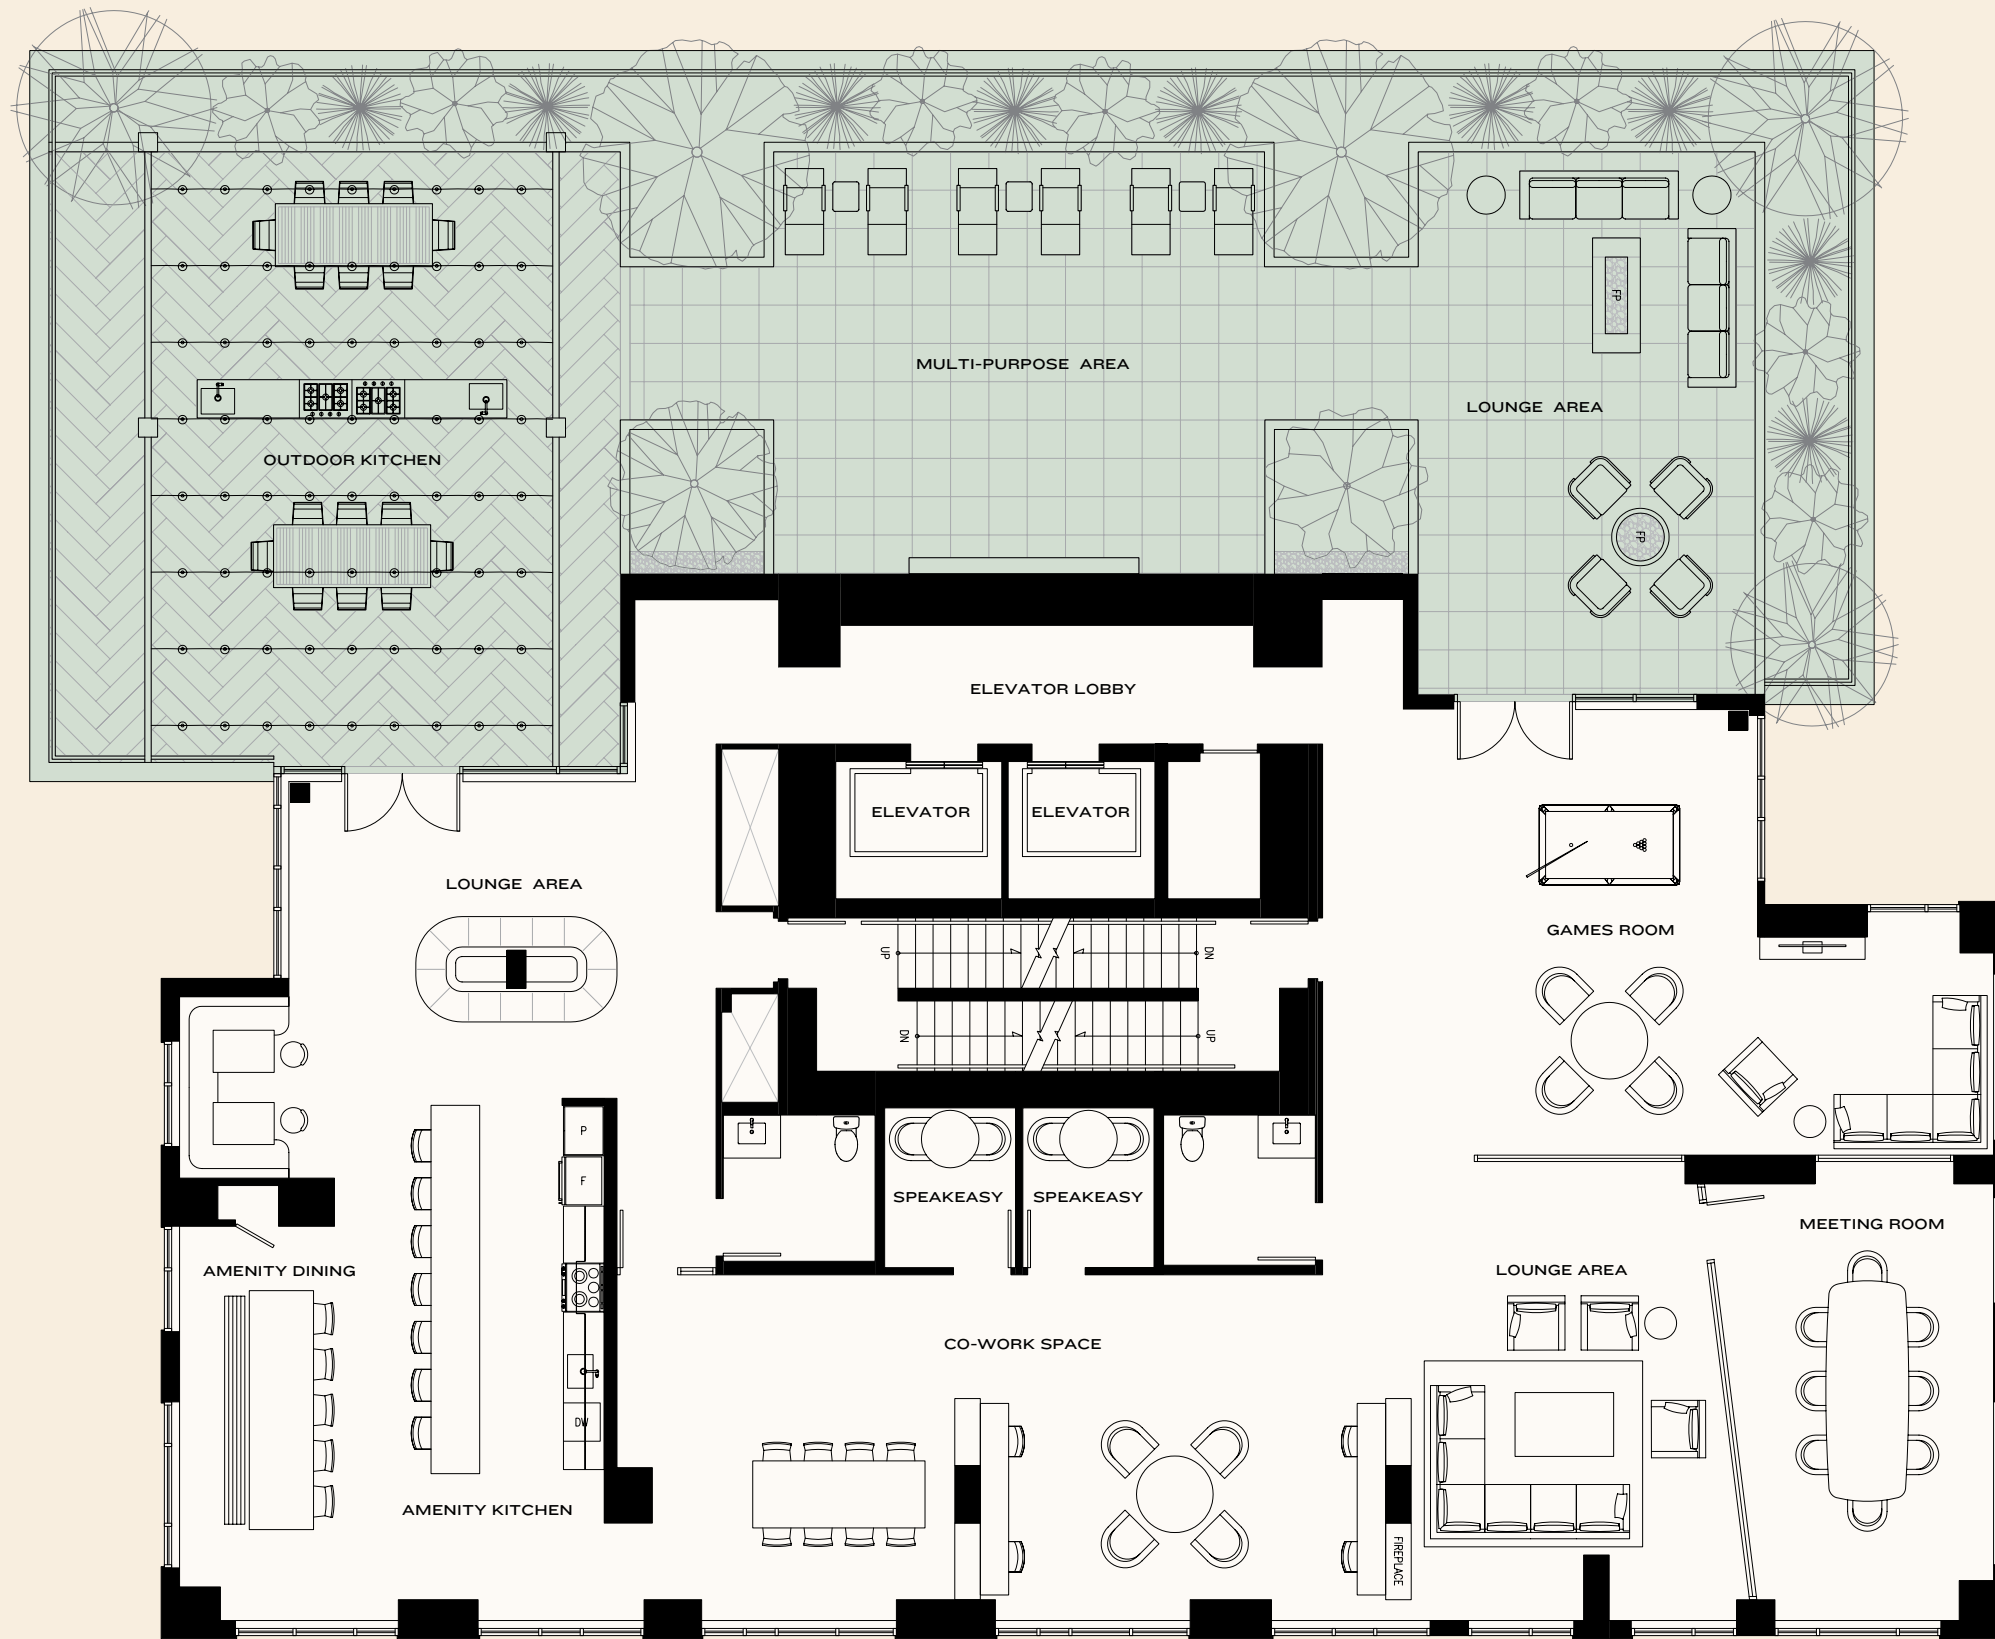 FP
MULTI-PURPOSE AREA
LOUNGE AREA
OUTDOOR KITCHEN
FP
ELEVATOR LOBBY
ELEVATOR
ELEVATOR
LOUNGE AREA
GAMES ROOM
UP
DN
DN
UP
P
F
SPEAKEASY
SPEAKEASY
MEETING ROOM
AMENITY DINING
LOUNGE AREA
CO-WORK SPACE
DW
AMENITY KITCHEN
FIREPLACE